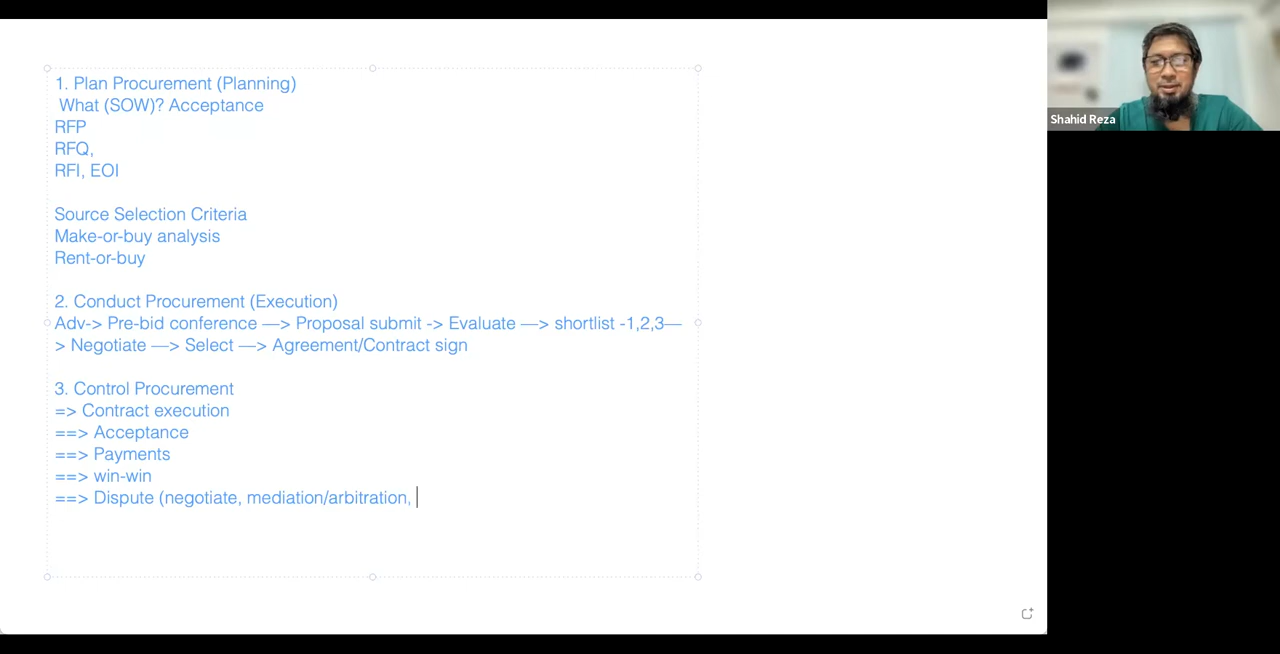 1. Plan Procurement (Planning)
What (SOW)? Acceptance
RFP
RFQ,
RFI, EOI
Source Selection Criteria
Make-or-buy analysis
Rent-or-buy
2. Conduct Procurement (Execution)
Adv-> Pre-bid conference —> Proposal submit -> Evaluate —> shortlist -1,2,3—
> Negotiate —> Select —> Agreement/Contract sign
3. Control Procurement
=> Contract execution
==> Acceptance
==> Payments
==> win-win
==> Dispute (negotiate, mediation/arbitration,
Shahid Reza